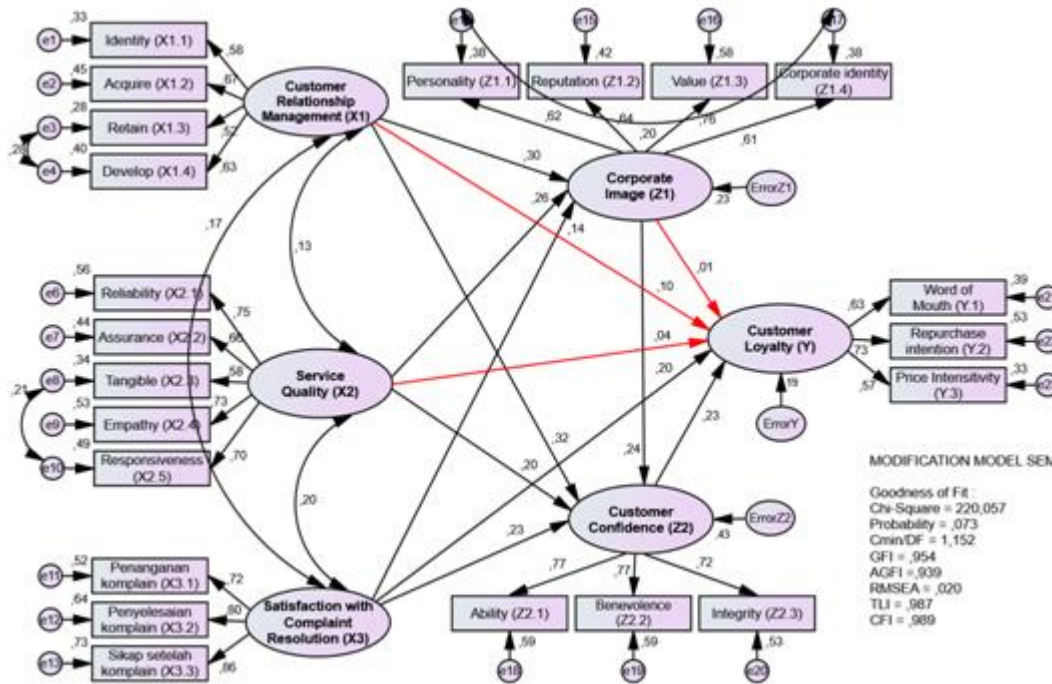 e1
,33
Identity (X1.1)
,58
e2
,45
Acquire (X1.2)
,67
e3
,28
Retain (X1.3)
,52
e4
,40
Develop (X1.4)
,63
,28
Customer
Relationship
Management (X1)
e15
e16
,38
,42
,58
,38
Personality
(Z1.1)
Reputation
(Z1.2)
Value (Z1.3)
Corporate identity
(Z1.4)
,62
,64
,20
,76
,61
Corporate
Image (Z1)
,23
ErrorZ1
,30
,26
,14
,17
,13
,01
,10
,04
,20
e6
,56
Reliability (X2.1)
,75
e7
,44
Assurance (X2.2)
,66
e8
,34
Tangible (X2.3)
,58
e9
,53
Empathy (X2.4)
,73
e10
,49
Responsiveness
(X2.5)
,70
,21
Service
Quality (X2)
Customer
Loyalty (Y)
,19
ErrorY
,63
Word of
Mouth (Y.1)
,39
,73
Repurchase
intention (Y.2)
,53
,57
Price Intensitivity
(Y.3)
,33
,32
,20
,24
,23
,20
,23
Customer
Confidence (Z2)
,43
ErrorZ2
e11
,52
Penanganan
komplain (X3.1)
,72
e12
,64
Penyelesaian
komplain (X3.2)
,80
e13
,73
Sikap setelah
komplain (X3.3)
,86
Satisfaction with
Complaint
Resolution (X3)
,77
,77
,72
Ability (Z2.1)
Benevolence
(Z2.2)
Integrity (Z2.3)
,59
,59
,53
e18
e19
e20
MODIFICATION MODEL SEM
Goodness of Fit :
Chi-Square = 220,057
Probability = ,073
Cmin/DF = 1,152
GFI = ,954
AGFI = ,939
RMSEA = ,020
TLI = ,987
CFI = ,989